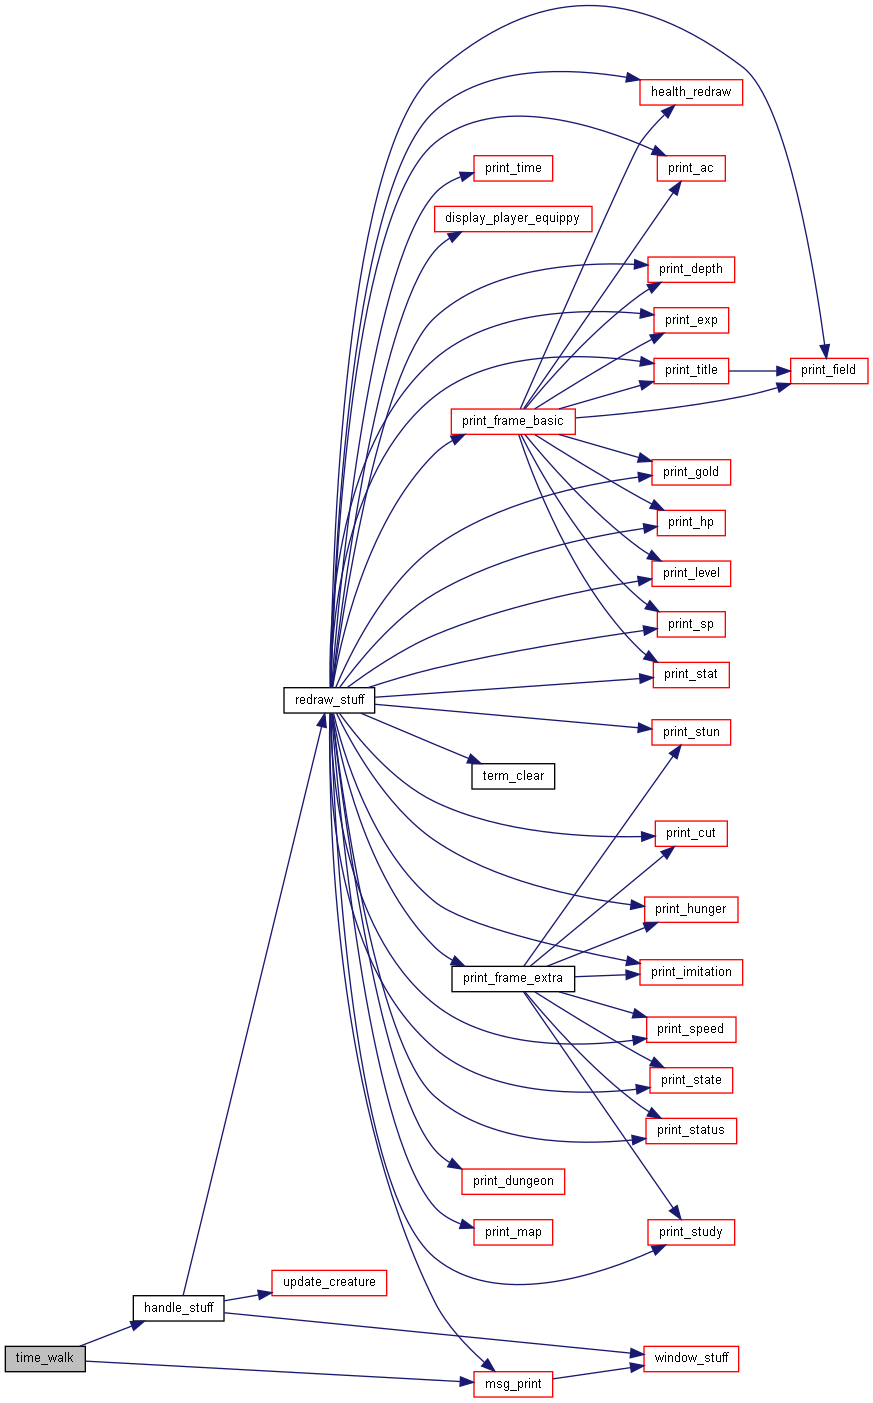 health_redraw
print_time
print_ac
display_player_equippy
print_depth
print_exp
print_title
print_field
print_frame_basic
print_gold
print_hp
print_level
print_sp
print_stat
redraw_stuff
print_stun
term_clear
print_cut
print_hunger
print_frame_extra
print_imitation
print_speed
print_state
print_status
print_dungeon
print_map
print_study
update_creature
handle_stuff
time_walk
window_stuff
msg_print